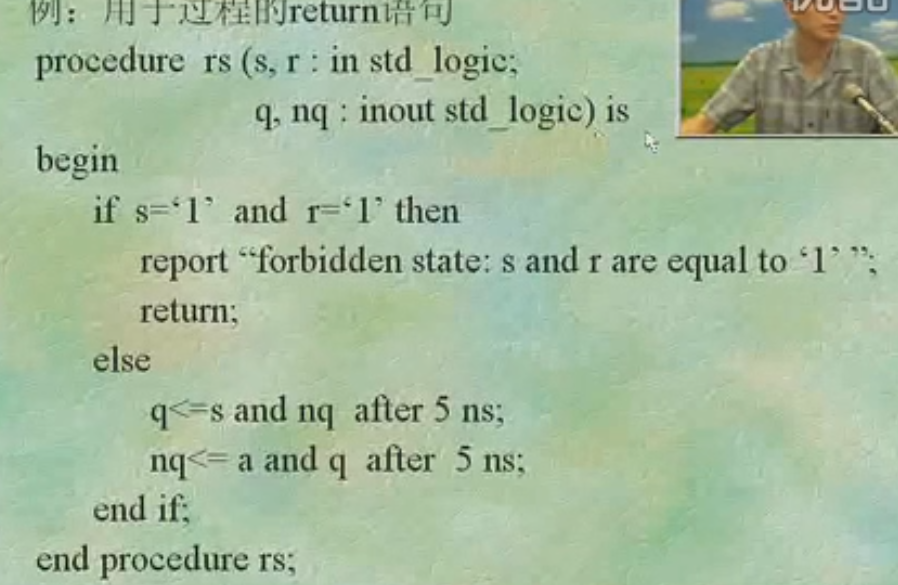 例：用于过程的return语句
procedure rs (s, r : in std_logic;
q, nq : inout std_logic) is
begin
if s=‘1’ and r=‘1’ then
report “forbidden state: s and r are equal to ‘1’ ”;
return;
else
q<=s and nq after 5 ns;
nq<= a and q after 5 ns;
end if;
end procedure rs;